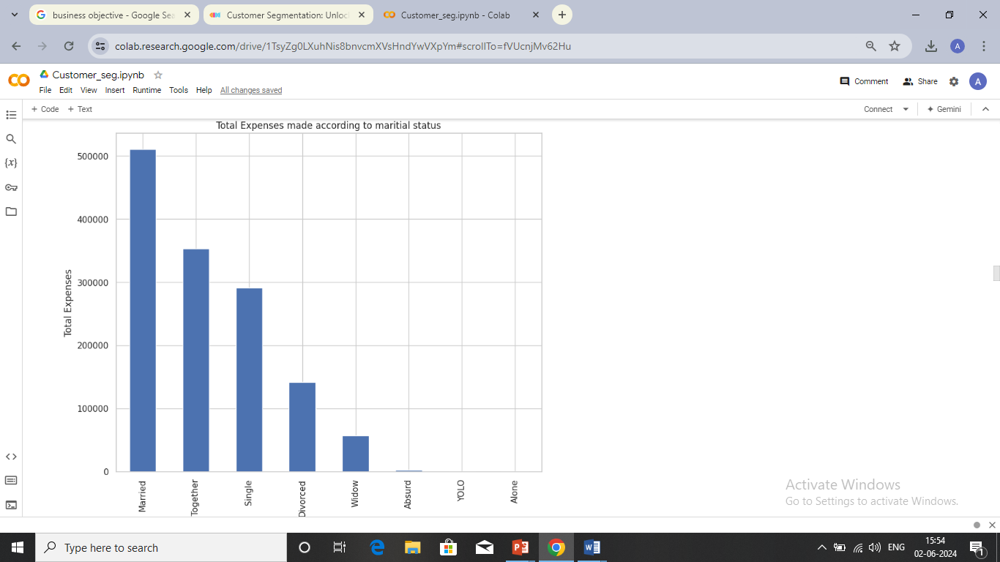 business objective - Google Sea
Customer Segmentation: Unloc
Customer_seg.ipynb - Colab
colab.research.google.com/drive/1TsyZg0LXuhNis8bnvcmXVsHndYwVXpYm#scrollTo=fVUcnjMv62Hu
A
Customer_seg.ipynb
File Edit View Insert Runtime Tools Help All changes saved
Comment Share A
+ Code + Text
Connect Gemini
{x}
Total Expenses made according to maritial status
Total Expenses
500000
400000
300000
200000
100000
0
Married
Together
Single
Divorced
Widow
Absurd
YOLO
Alone
Activate Windows
Go to Settings to activate Windows.
Type here to search
ENG
15:54
02-06-2024
1